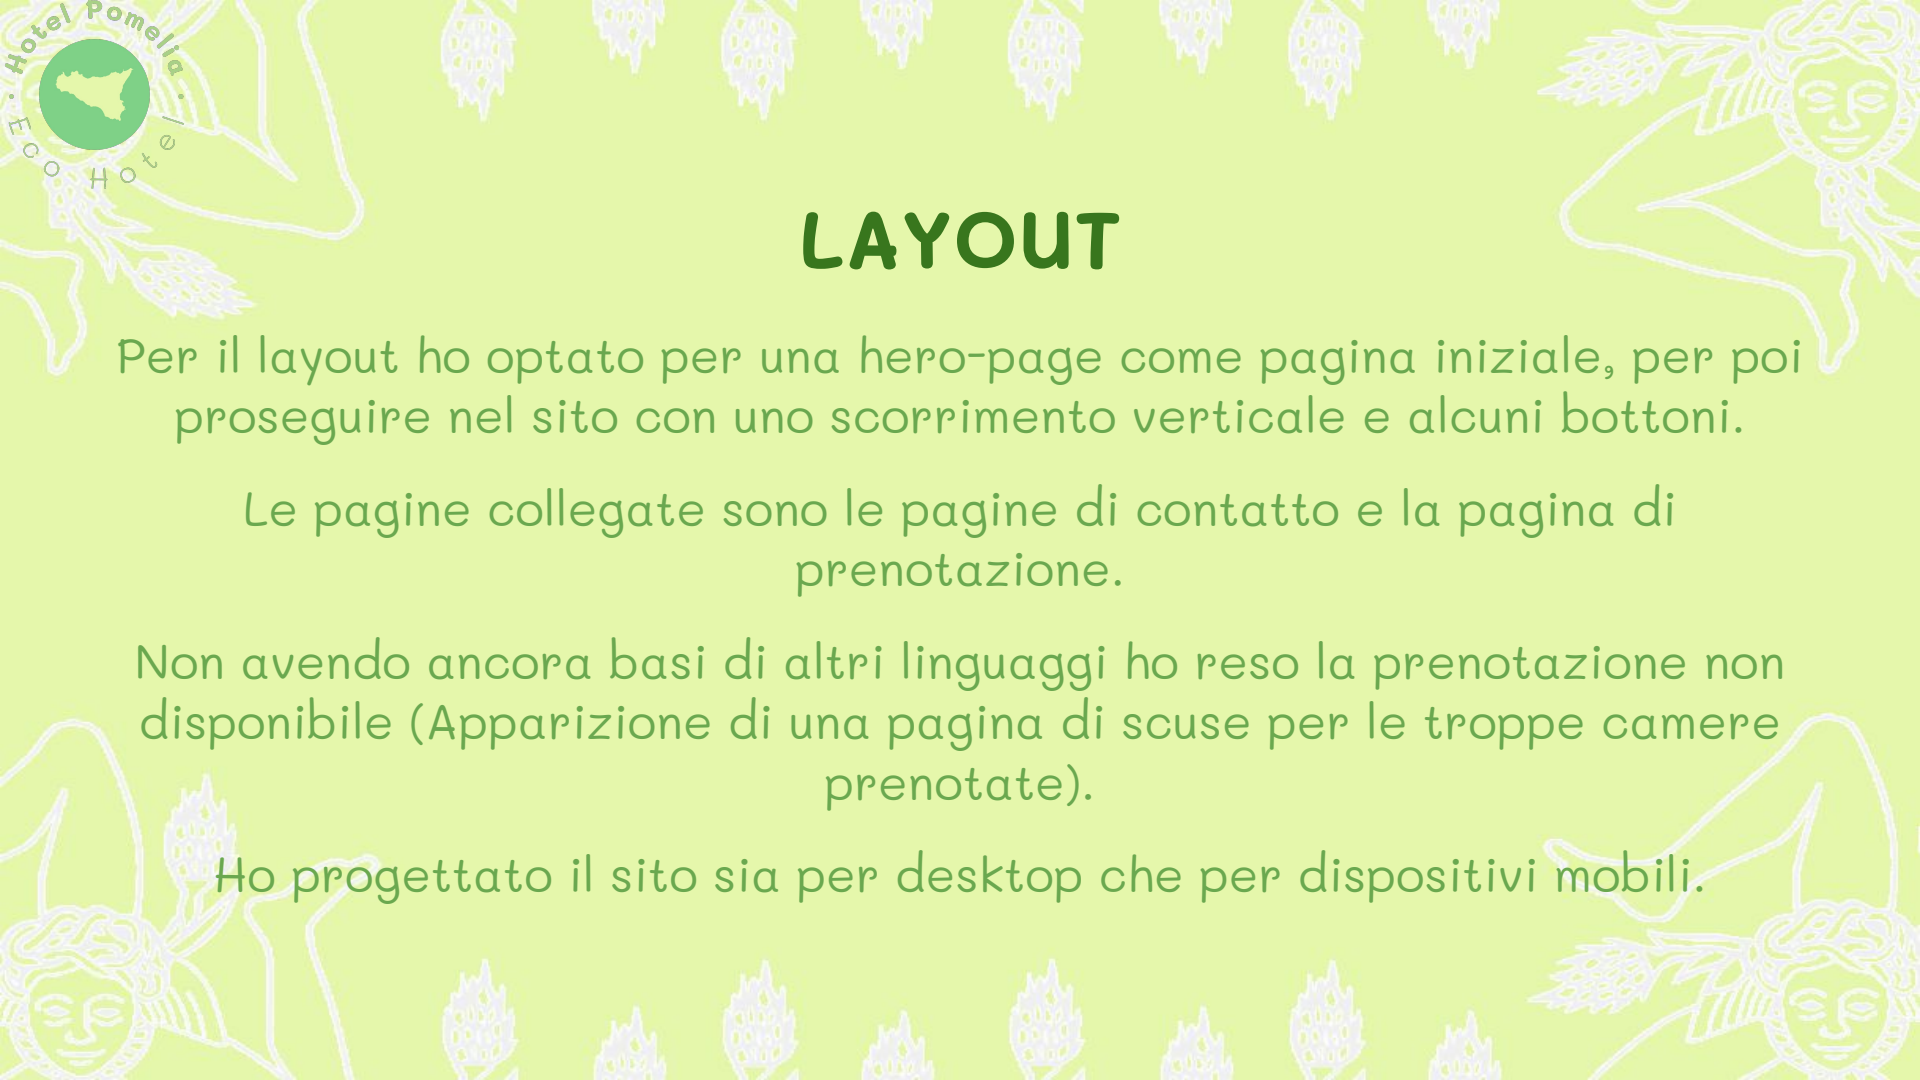 Hotel Pomelia
Eco Hotel
LAYOUT
Per il layout ho optato per una hero-page come pagina iniziale, per poi
proseguire nel sito con uno scorrimento verticale e alcuni bottoni.
Le pagine collegate sono le pagine di contatto e la pagina di
prenotazione.
Non avendo ancora basi di altri linguaggi ho reso la prenotazione non
disponibile (Apparizione di una pagina di scuse per le troppe camere
prenotate).
Ho progettato il sito sia per desktop che per dispositivi mobili.